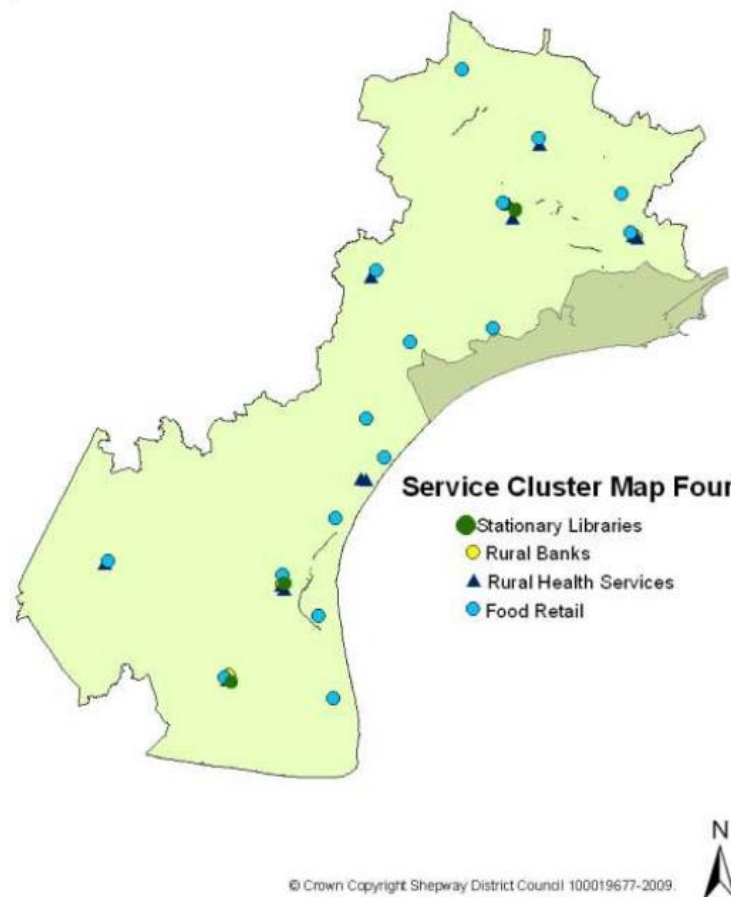 Service Cluster Map Four
Stationary Libraries
Rural Banks
Rural Health Services
Food Retail
N
© Crown Copyright Shepway District Council 100019677-2009.